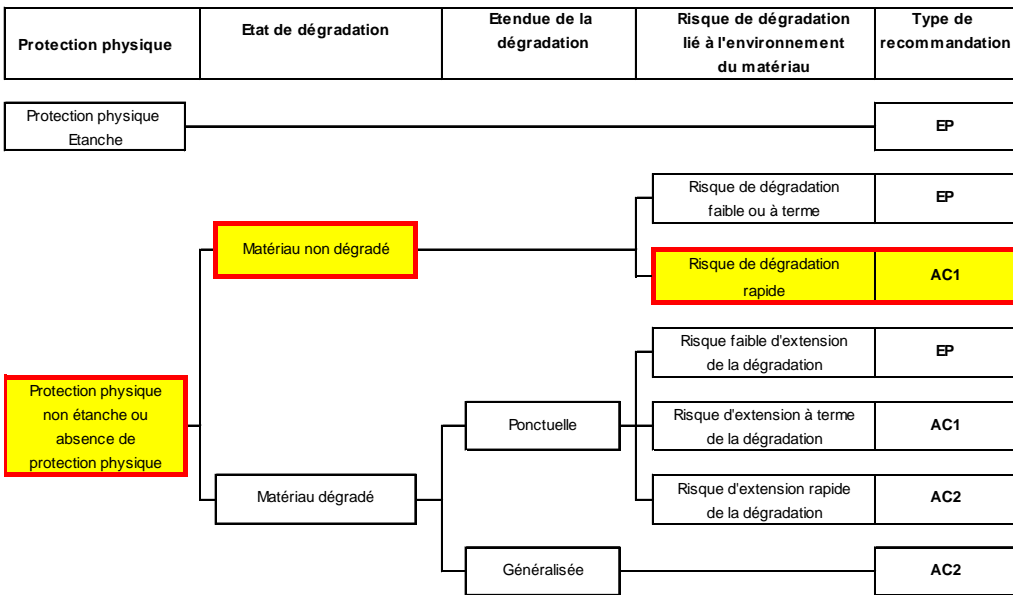 Protection physique
Etat de dégradation
Etendue de la
dégradation
Risque de dégradation
lié à l'environnement
du matériau
Type de
recommandation
Protection physique
Etanche
EP
Risque de dégradation
faible ou à terme
EP
Matériau non dégradé
Risque de dégradation
rapide
AC1
Risque faible d'extension
de la dégradation
EP
Protection physique
non étanche ou
absence de
protection physique
Ponctuelle
Risque d'extension à terme
de la dégradation
AC1
Matériau dégradé
Risque d'extension rapide
de la dégradation
AC2
Généralisée
AC2